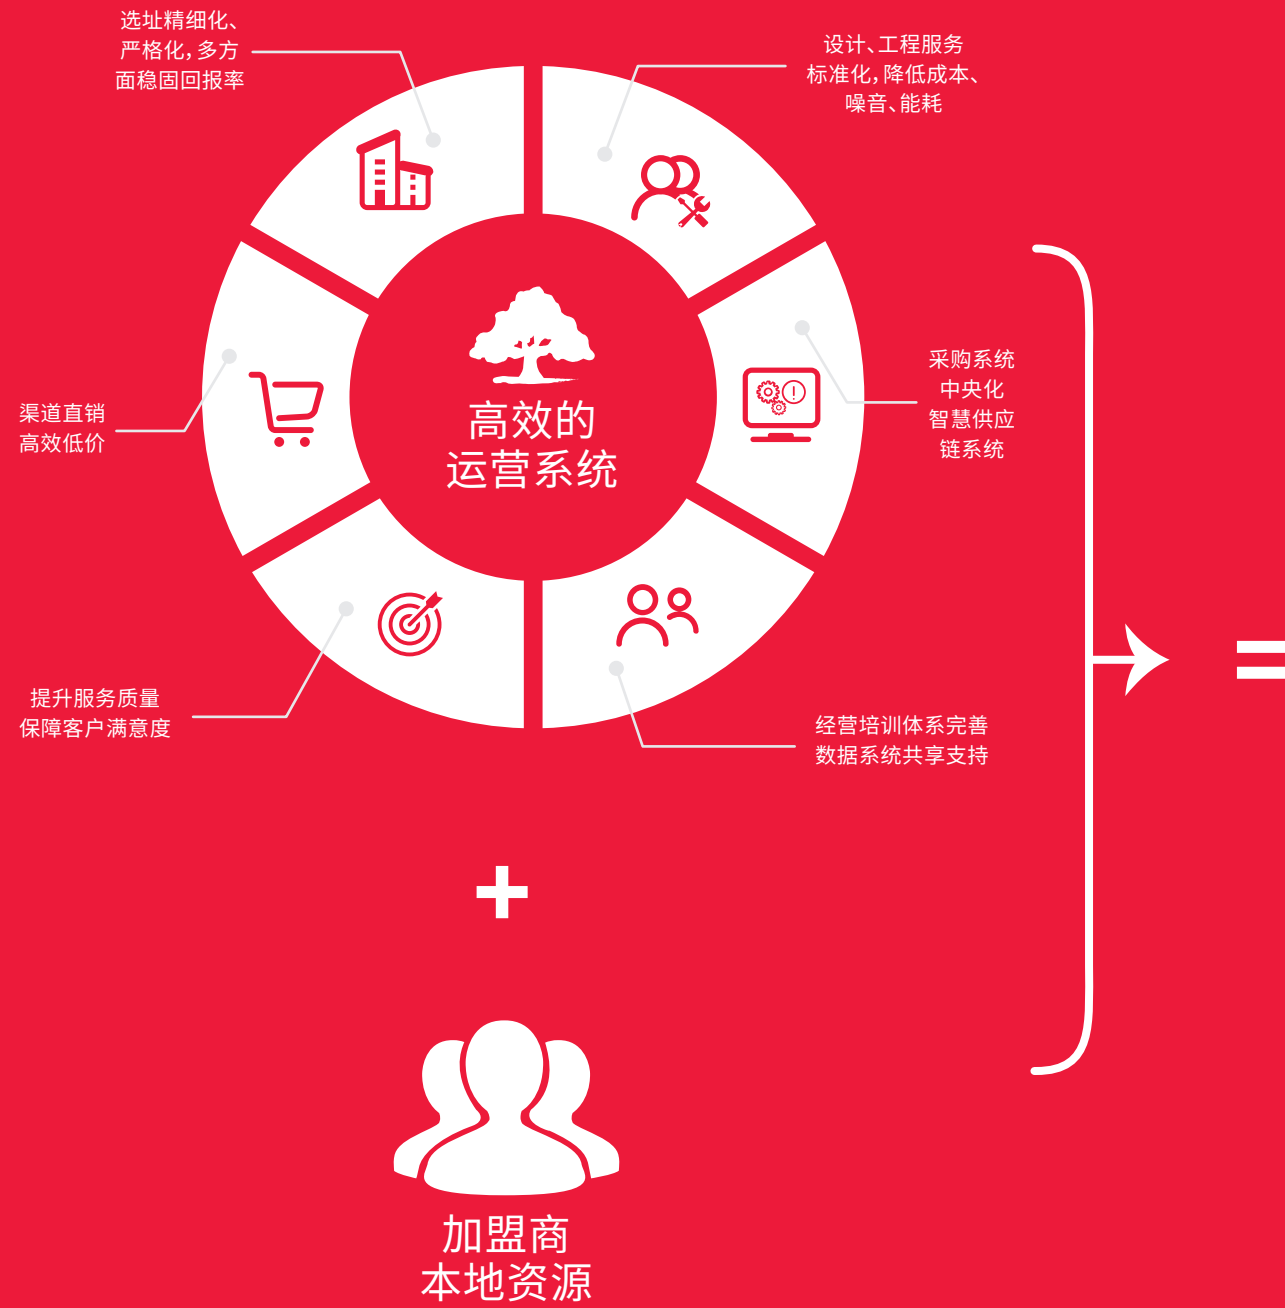 选址精细化、
严格化，多方
面稳固回报率
设计、工程服务
标准化，降低成本、
噪音、能耗
采购系统
中央化
智慧供应
链系统
渠道直销
高效低价
高效的
运营系统
提升服务质量
保障客户满意度
经营培训体系完善
数据系统共享支持
+
=
加盟商
本地资源